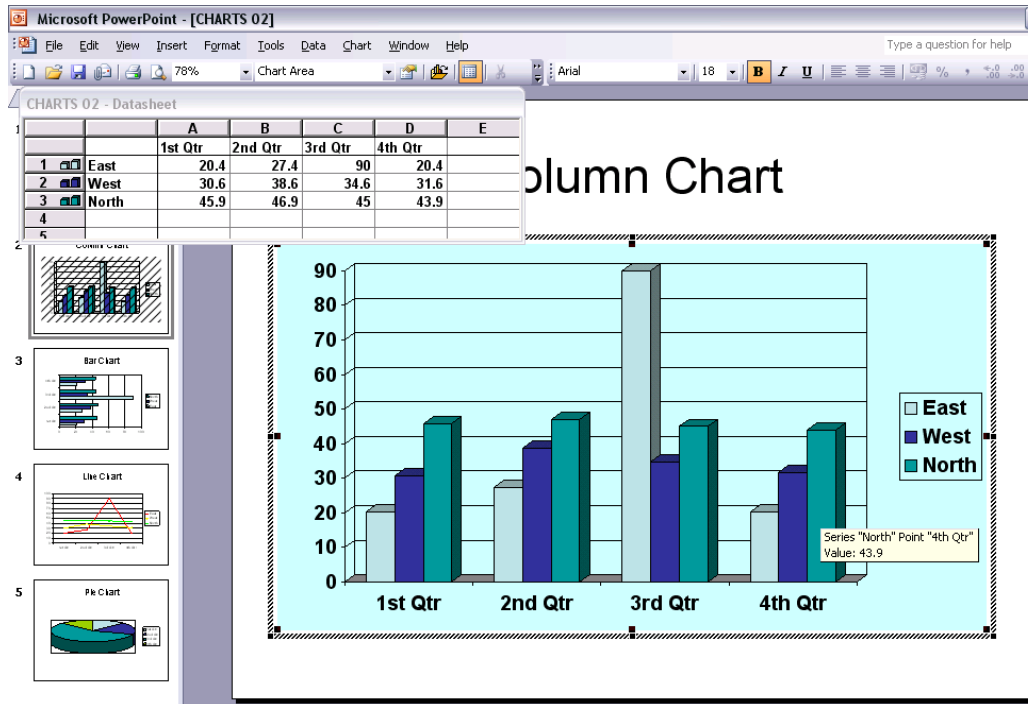 Microsoft PowerPoint - [CHARTS 02]
File Edit View Insert Format Tools Data Chart Window Help Type a question for help
78% Chart Area Arial 18 B I U % , .00 .00
CHARTS 02 - Datasheet
A B C D E
1st Qtr 2nd Qtr 3rd Qtr 4th Qtr
1 East 20.4 27.4 90 20.4
2 West 30.6 38.6 34.6 31.6
3 North 45.9 46.9 45 43.9
4
5
olumn Chart
1
2
3 Bar Chart
4 Line Chart
5 Pie Chart
90
80
70
60
50
40
30
20
10
0
1st Qtr 2nd Qtr 3rd Qtr 4th Qtr
East
West
North
Series "North" Point "4th Qtr"
Value: 43.9